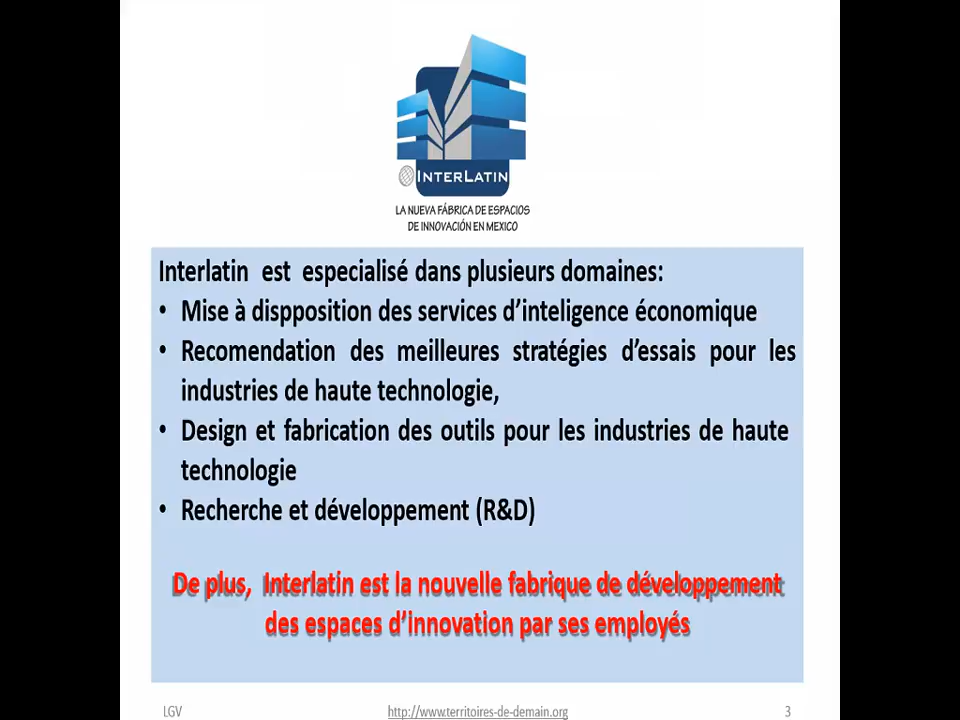 INTERLATIN
LA NUEVA FÁBRICA DE ESPACIOS
DE INNOVACIÓN EN MEXICO
Interlatin est especialisé dans plusieurs domaines:
• Mise à dispposition des services d’inteligence économique
• Recomendation des meilleures stratégies d’essais pour les
industries de haute technologie,
• Design et fabrication des outils pour les industries de haute
technologie
• Recherche et développement (R&D)
De plus, Interlatin est la nouvelle fabrique de développement
des espaces d’innovation par ses employés
LGV http://www.territoires-de-demain.org 3